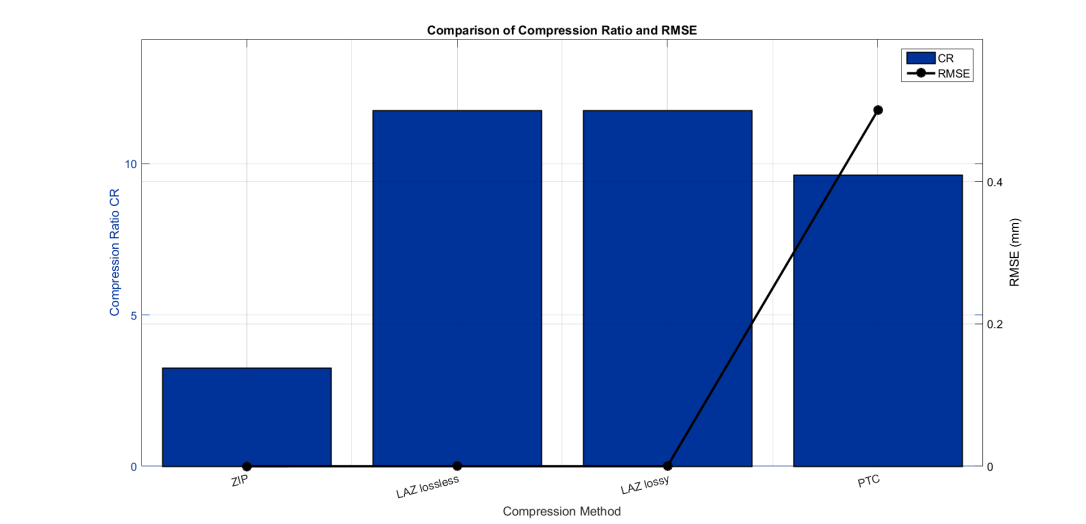 Comparison of Compression Ratio and RMSE
CR
RMSE
10
5
0
Compression Ratio CR
0.4
0.2
0
RMSE (mm)
ZIP
LAZ lossless
LAZ lossy
PTC
Compression Method